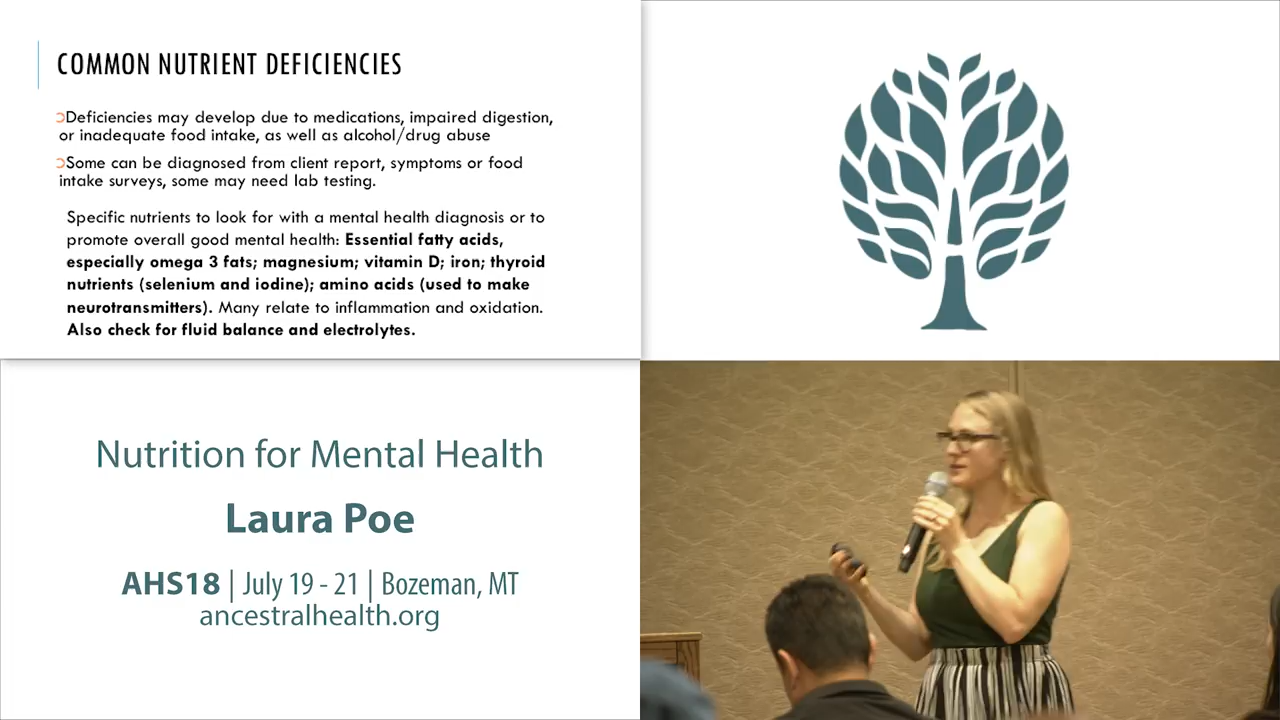 COMMON NUTRIENT DEFICIENCIES
Deficiencies may develop due to medications, impaired digestion,
or inadequate food intake, as well as alcohol/drug abuse
Some can be diagnosed from client report, symptoms or food
intake surveys, some may need lab testing.
Specific nutrients to look for with a mental health diagnosis or to
promote overall good mental health: Essential fatty acids,
especially omega 3 fats; magnesium; vitamin D; iron; thyroid
nutrients (selenium and iodine); amino acids (used to make
neurotransmitters). Many relate to inflammation and oxidation.
Also check for fluid balance and electrolytes.
Nutrition for Mental Health
Laura Poe
AHS18 | July 19 - 21 | Bozeman, MT
ancestralhealth.org